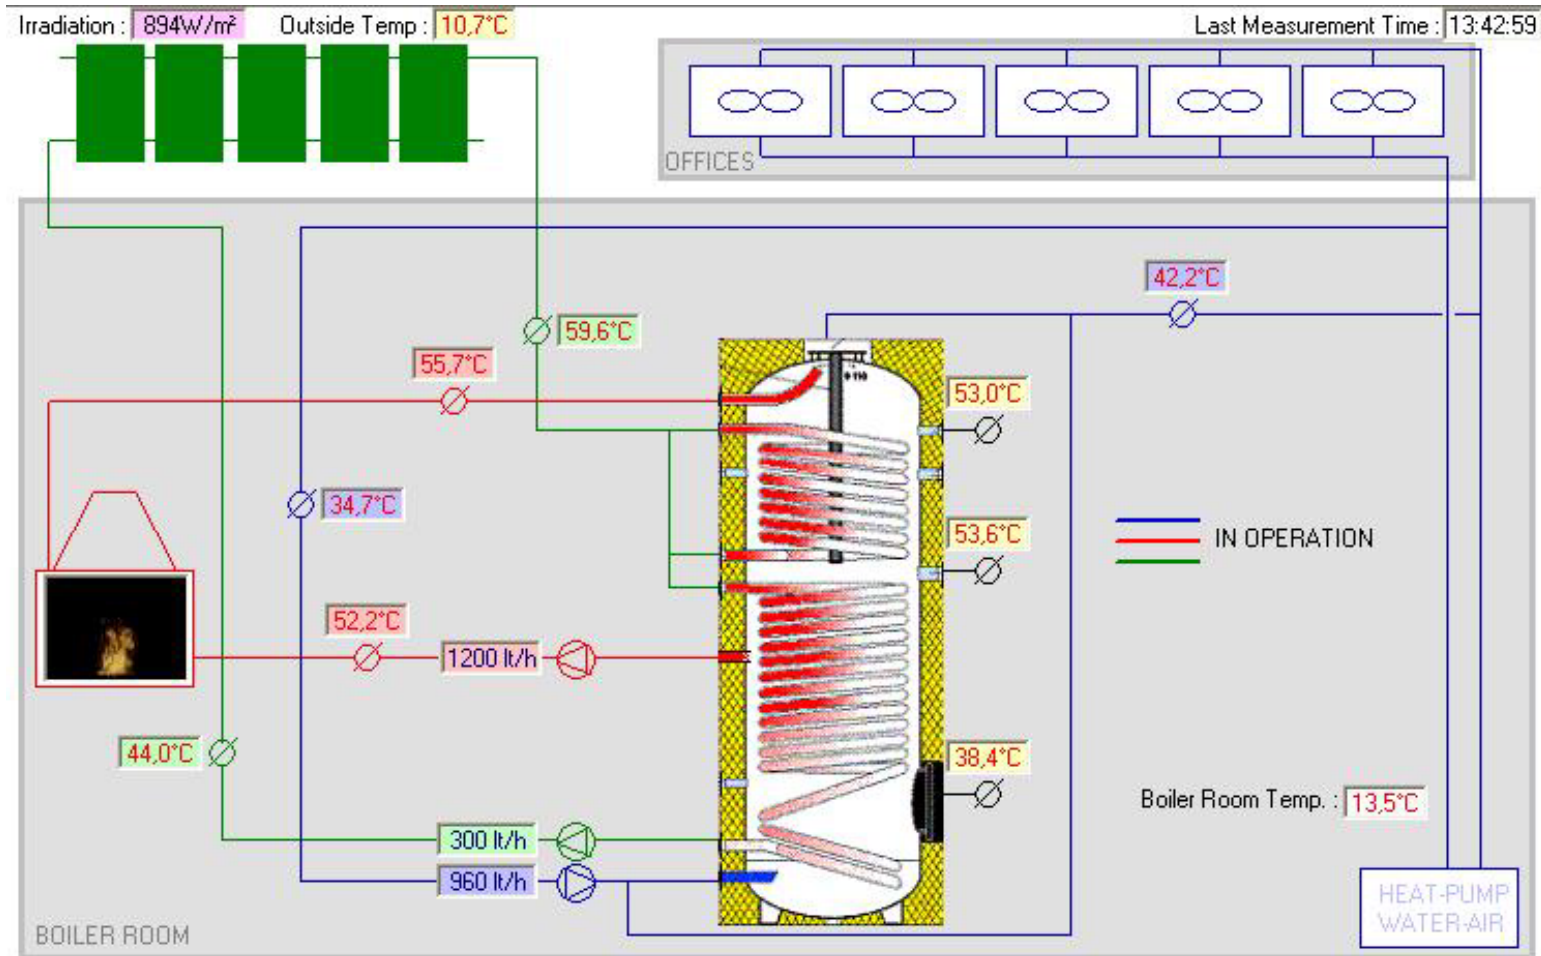 Irradiation : 894W/m² Outside Temp : 10,7°C Last Measurement Time : 13:42:59
OFFICES
42,2°C
59,6°C
55,7°C
53,0°C
34,7°C
53,6°C
IN OPERATION
52,2°C
1200 lt/h
44,0°C
38,4°C
Boiler Room Temp. : 13,5°C
300 lt/h
960 lt/h
HEAT-PUMP
WATER-AIR
BOILER ROOM